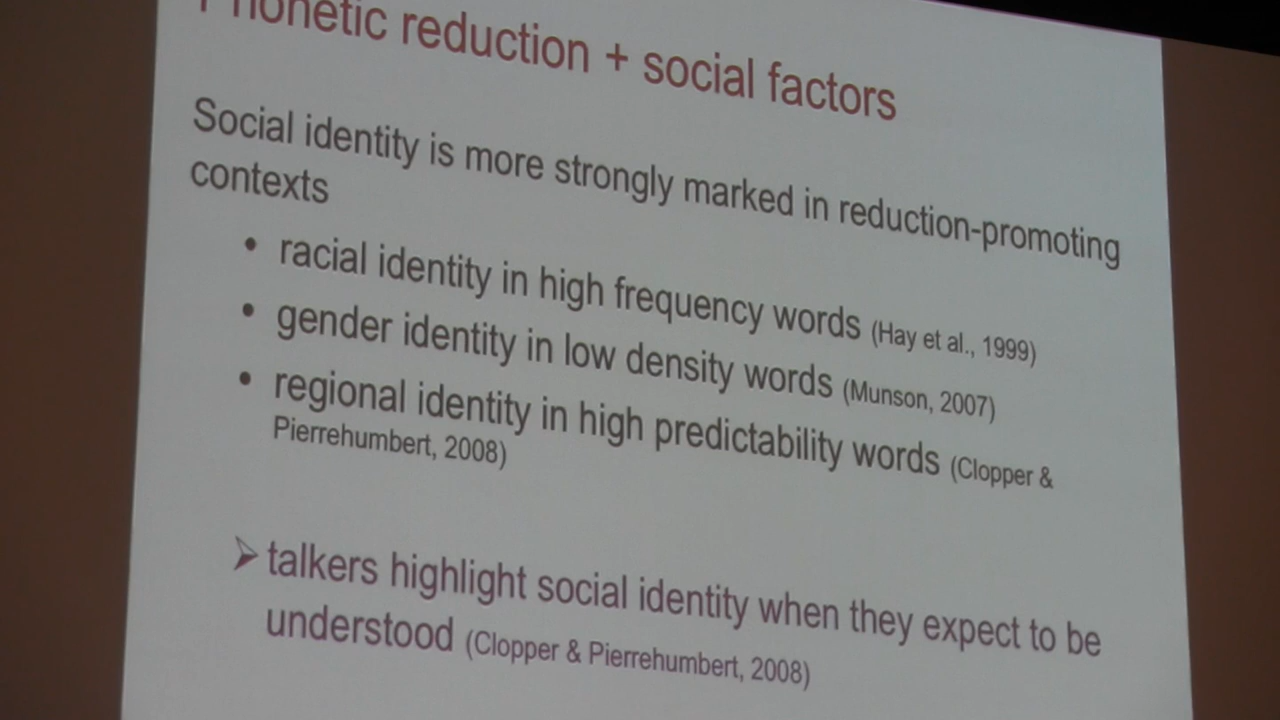 Phonetic reduction + social factors
Social identity is more strongly marked in reduction-promoting
contexts
• racial identity in high frequency words (Hay et al., 1999)
• gender identity in low density words (Munson, 2007)
• regional identity in high predictability words (Clopper &
Pierrehumbert, 2008)
➢ talkers highlight social identity when they expect to be
understood (Clopper & Pierrehumbert, 2008)